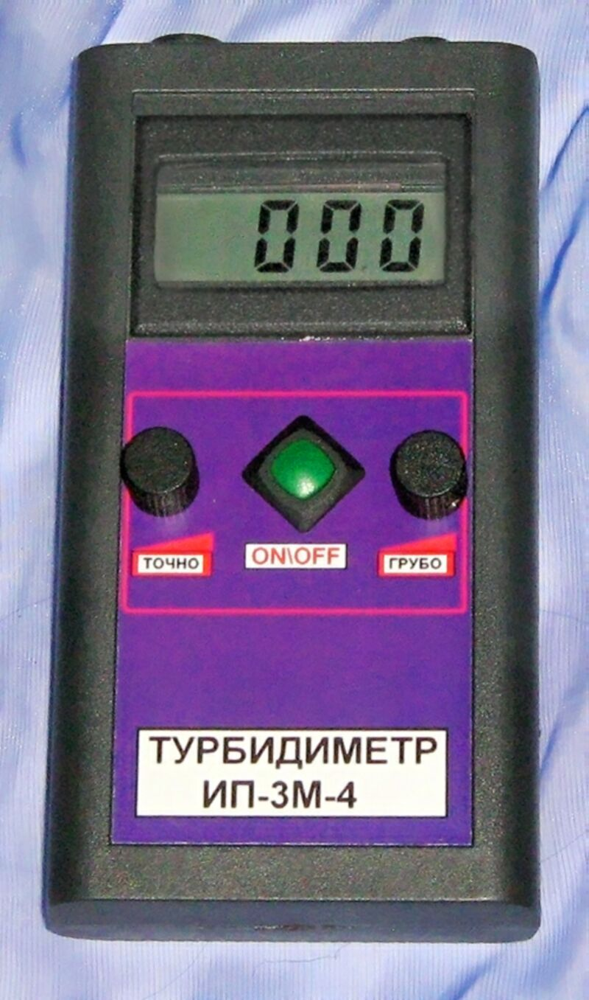 000
ТОЧНО
ON\OFF
ГРУБО
ТУРБИДИМЕТР
ИП-3М-4